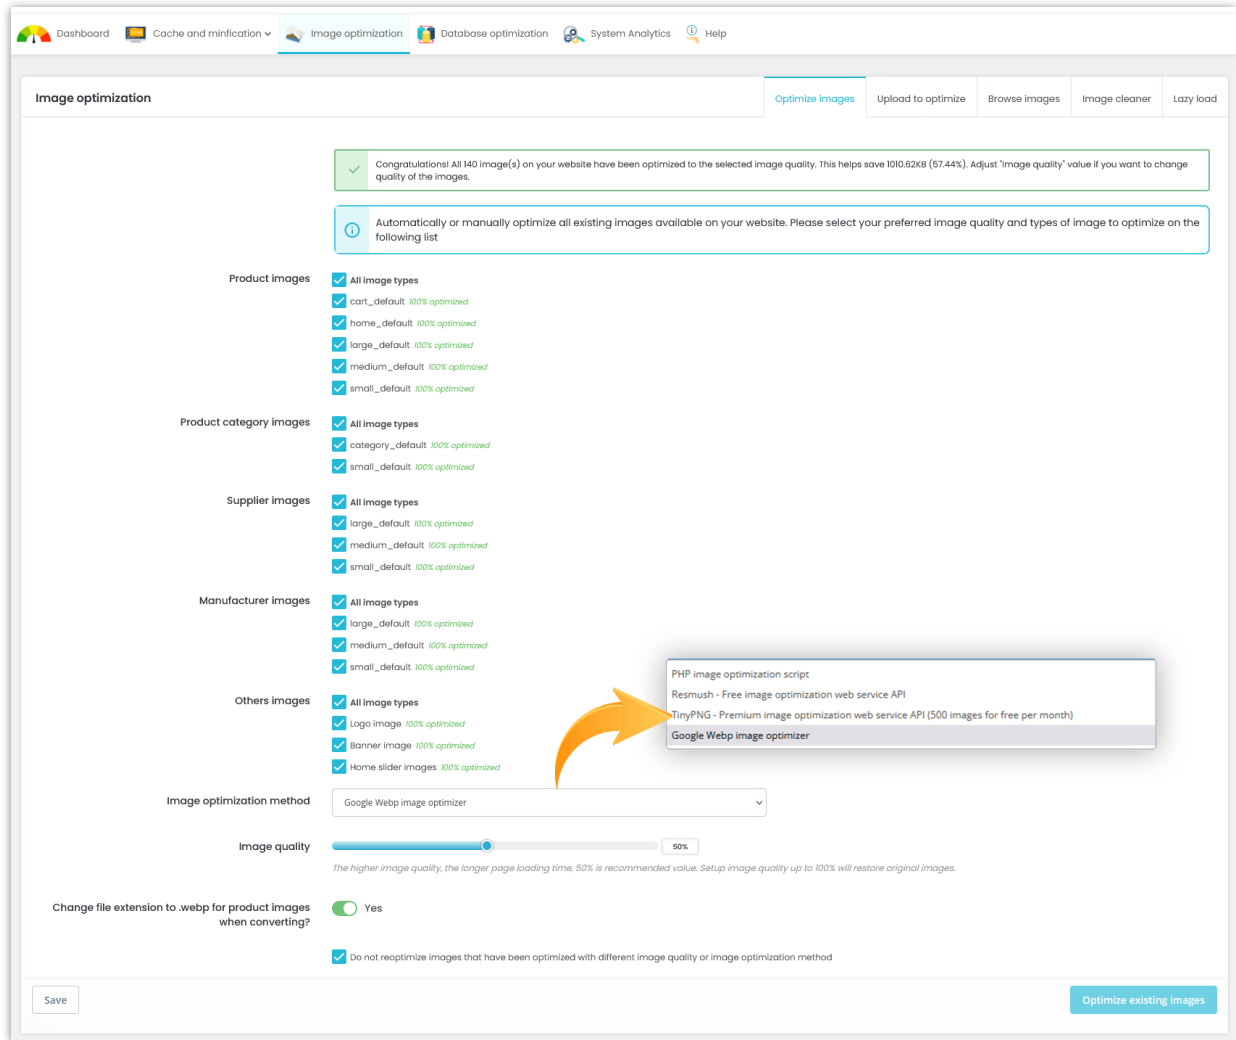 Dashboard
Cache and minfication
Image optimization
Database optimization
System Analytics
Help
Image optimization
Optimize images
Upload to optimize
Browse images
Image cleaner
Lazy load
Congratulations! All 140 image(s) on your website have been optimized to the selected image quality. This helps save 1010.62KB (57.44%). Adjust "Image quality" value if you want to change
quality of the images.
Automatically or manually optimize all existing images available on your website. Please select your preferred image quality and types of image to optimize on the
following list
Product images
All image types
cart_default 100% optimized
home_default 100% optimized
large_default 100% optimized
medium_default 100% optimized
small_default 100% optimized
Product category images
All image types
category_default 100% optimized
small_default 100% optimized
Supplier images
All image types
large_default 100% optimized
medium_default 100% optimized
small_default 100% optimized
Manufacturer images
All image types
large_default 100% optimized
medium_default 100% optimized
small_default 100% optimized
Others images
All image types
Logo image 100% optimized
Banner image 100% optimized
Home slider images 100% optimized
PHP image optimization script
Resmush - Free image optimization web service API
TinyPNG - Premium image optimization web service API (500 images for free per month)
Google Webp image optimizer
Image optimization method
Google Webp image optimizer
Image quality
50%
The higher image quality, the longer page loading time, 50% is recommended value. Setup image quality up to 100% will restore original images.
Change file extension to .webp for product images
when converting?
Yes
Do not reoptimize images that have been optimized with different image quality or image optimization method
Save
Optimize existing images